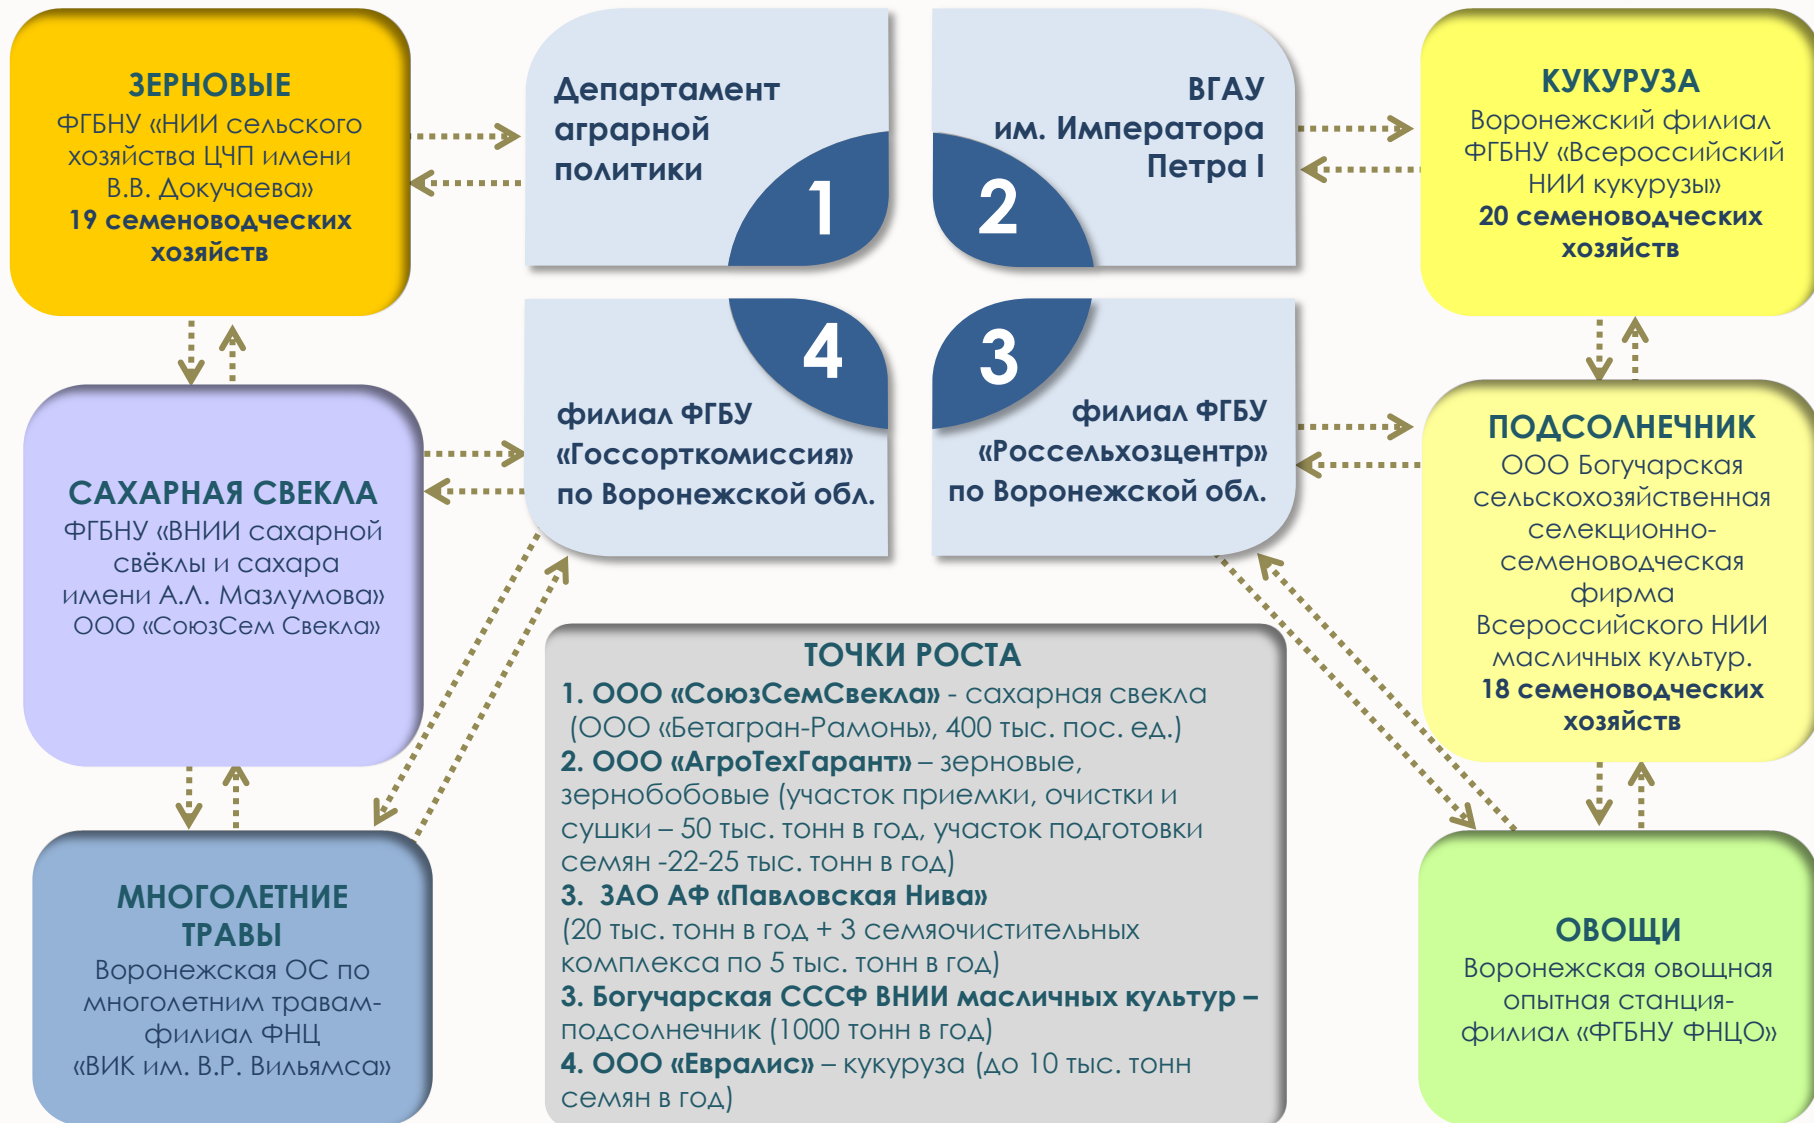 ЗЕРНОВЫЕ
ФГБНУ «НИИ сельского
хозяйства ЦЧП имени
В.В. Докучаева»
19 семеноводческих
хозяйств
Департамент
аграрной
политики
1
ВГАУ
им. Императора
Петра I
2
КУКУРУЗА
Воронежский филиал
ФГБНУ «Всероссийский
НИИ кукурузы»
20 семеноводческих
хозяйств
САХАРНАЯ СВЕКЛА
ФГБНУ «ВНИИ сахарной
свёклы и сахара
имени А.Л. Мазлумова»
ООО «СоюзСем Свекла»
4
филиал ФГБУ
«Госсорткомиссия»
по Воронежской обл.
3
филиал ФГБУ
«Россельхозцентр»
по Воронежской обл.
ПОДСОЛНЕЧНИК
ООО Богучарская
сельскохозяйственная
селекционно-
семеноводческая
фирма
Всероссийского НИИ
масличных культур.
18 семеноводческих
хозяйств
МНОГОЛЕТНИЕ
ТРАВЫ
Воронежская ОС по
многолетним травам-
филиал ФНЦ
«ВИК им. В.Р. Вильямса»
ТОЧКИ РОСТА
1. ООО «СоюзСемСвекла» - сахарная свекла
(ООО «Бетагран-Рамонь», 400 тыс. пос. ед.)
2. ООО «АгроТехГарант» – зерновые,
зернобобовые (участок приемки, очистки и
сушки – 50 тыс. тонн в год, участок подготовки
семян -22-25 тыс. тонн в год)
3. ЗАО АФ «Павловская Нива»
(20 тыс. тонн в год + 3 семяочистительных
комплекса по 5 тыс. тонн в год)
3. Богучарская СССФ ВНИИ масличных культур –
подсолнечник (1000 тонн в год)
4. ООО «Евралис» – кукуруза (до 10 тыс. тонн
семян в год)
ОВОЩИ
Воронежская овощная
опытная станция-
филиал «ФГБНУ ФНЦО»